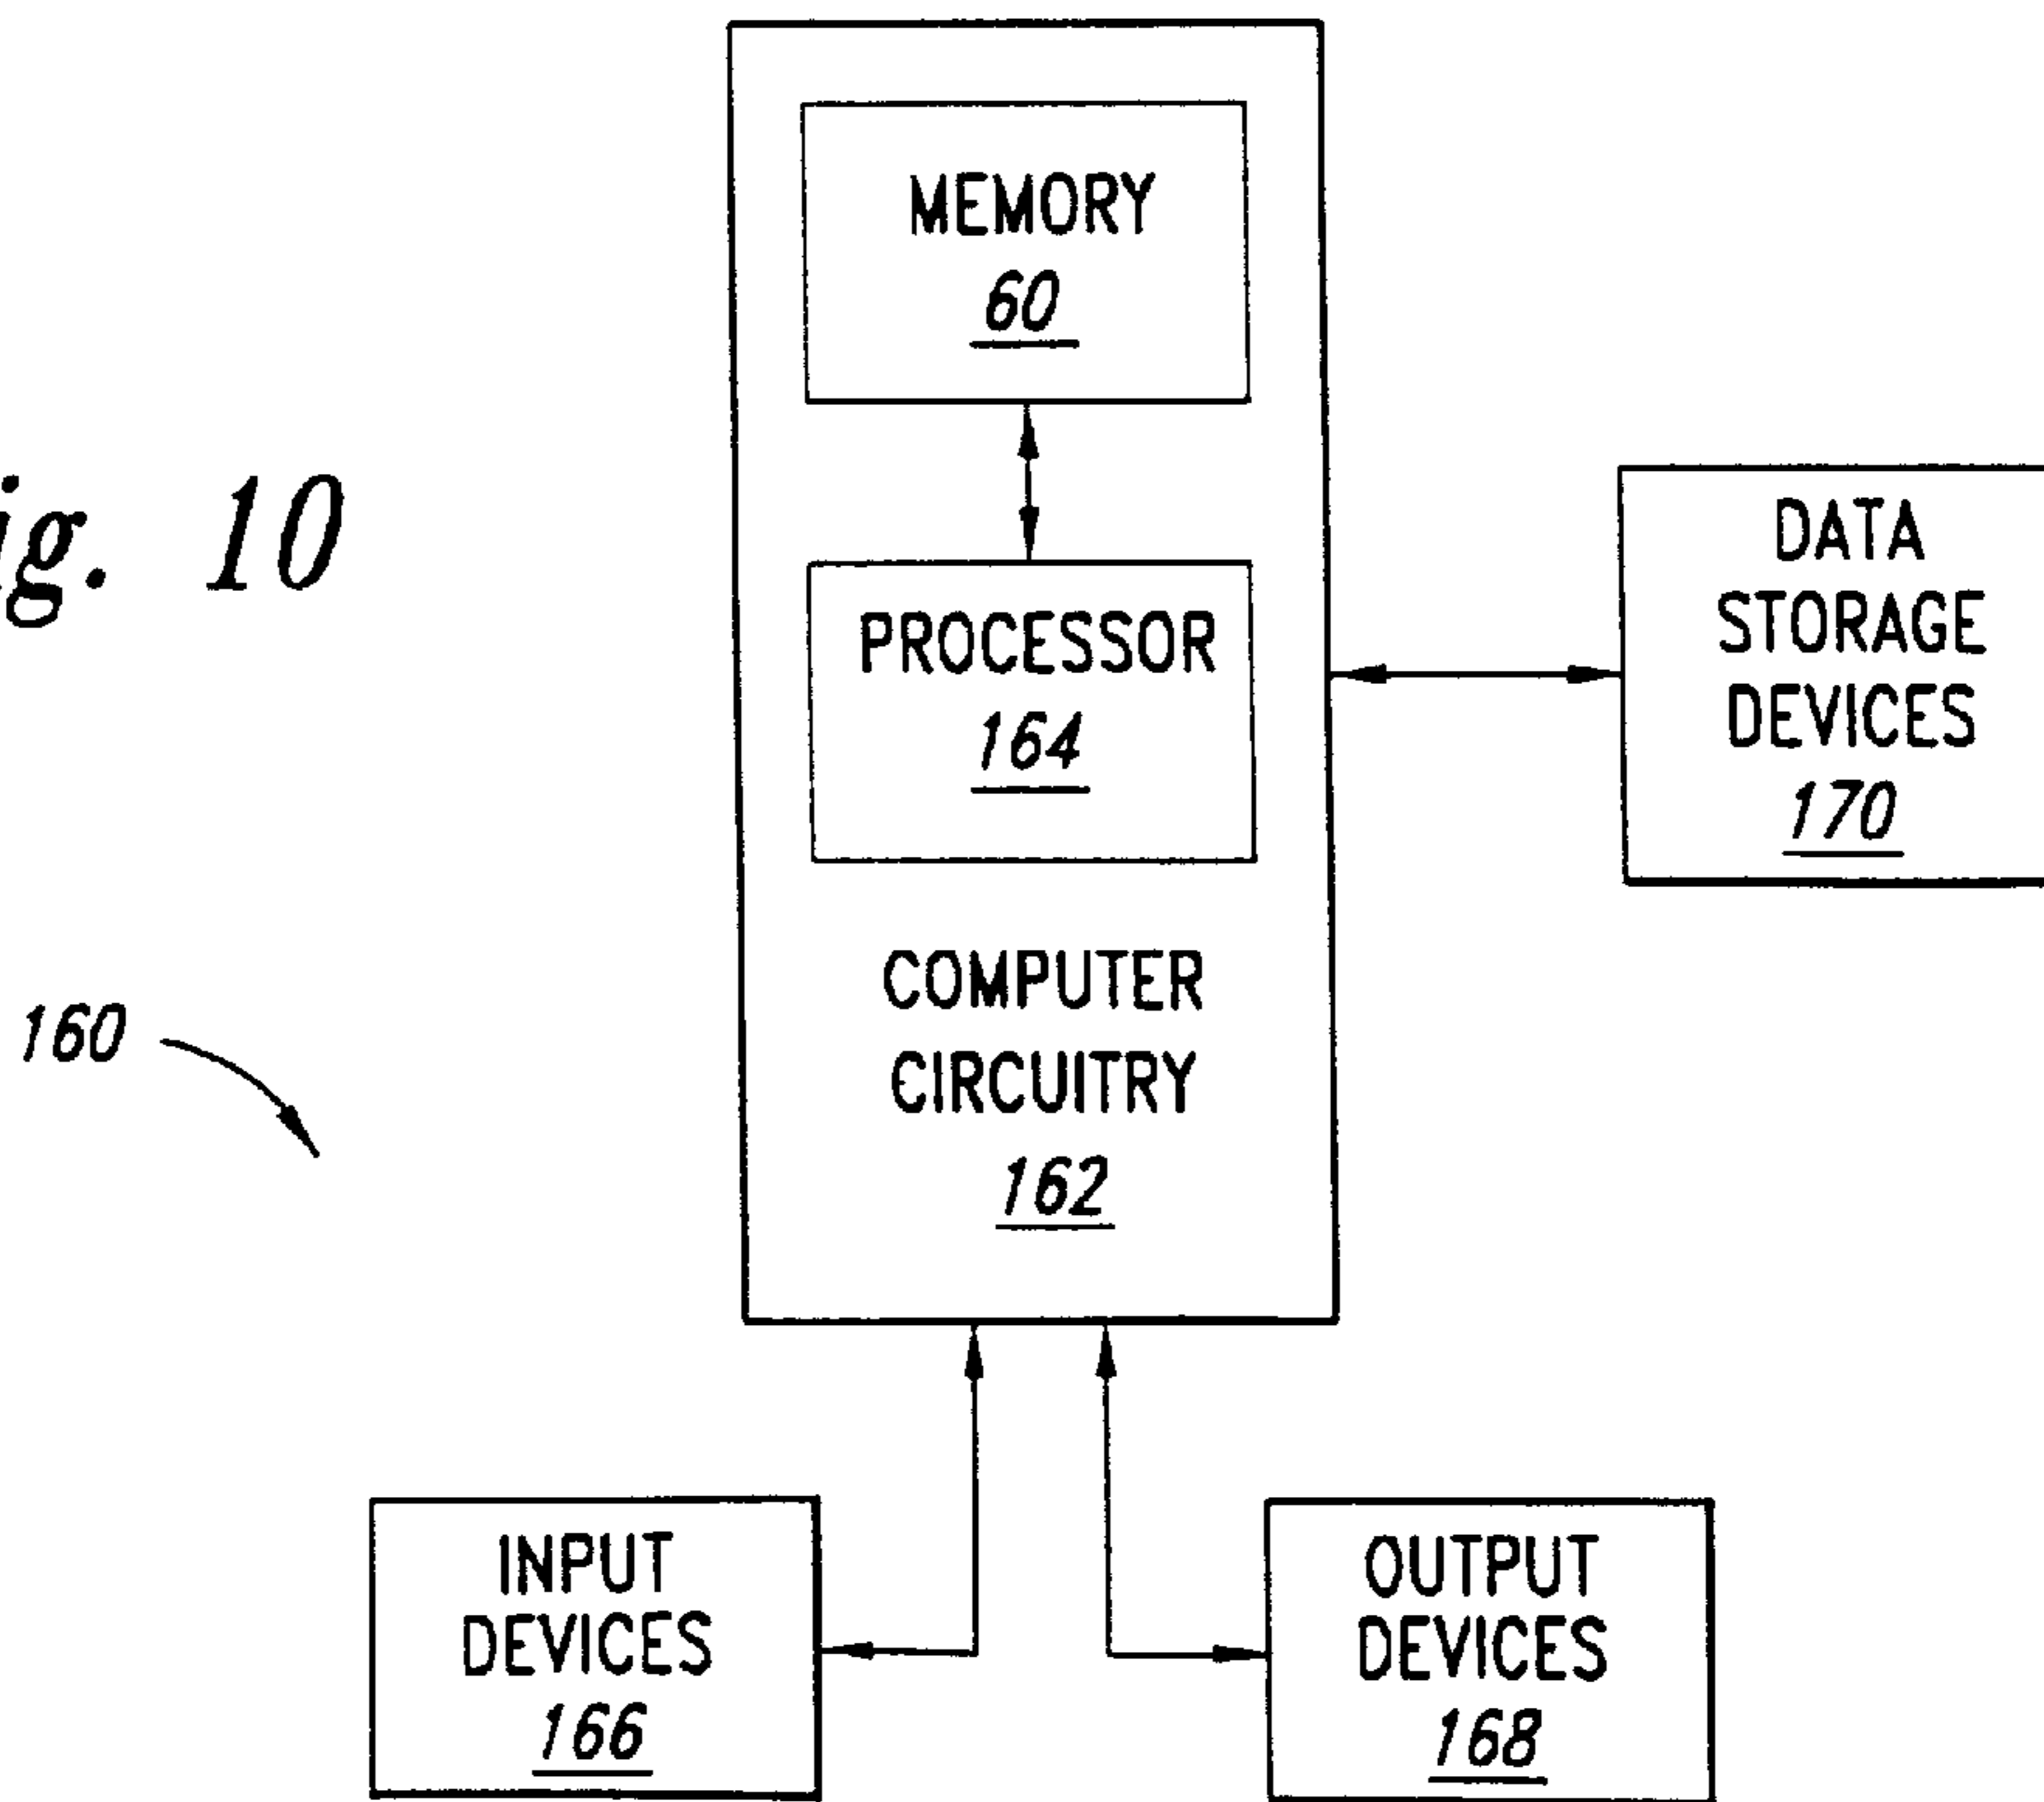 MEMORY
60
ig. 10
PROCESSOR
164
DATA
STORAGE
DEVICES
170
COMPUTER
CIRCUITRY
162
160
INPUT
DEVICES
166
OUTPUT
DEVICES
168